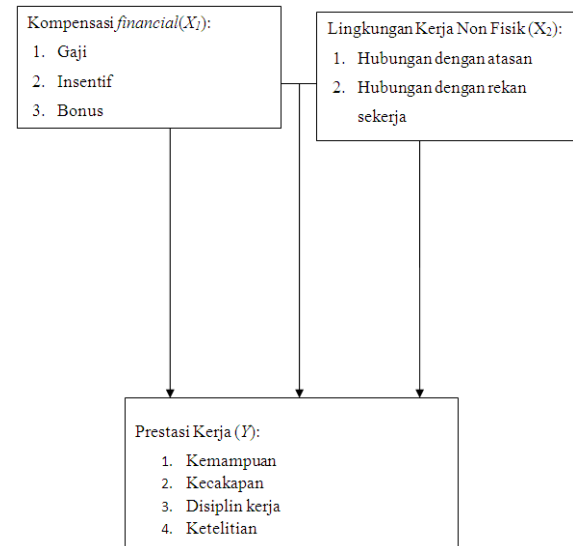 Kompensasi financial(X1):
1. Gaji
2. Insentif
3. Bonus
Lingkungan Kerja Non Fisik (X2):
1. Hubungan dengan atasan
2. Hubungan dengan rekan
sekerja
Prestasi Kerja (Y):
1. Kemampuan
2. Kecakapan
3. Disiplin kerja
4. Ketelitian